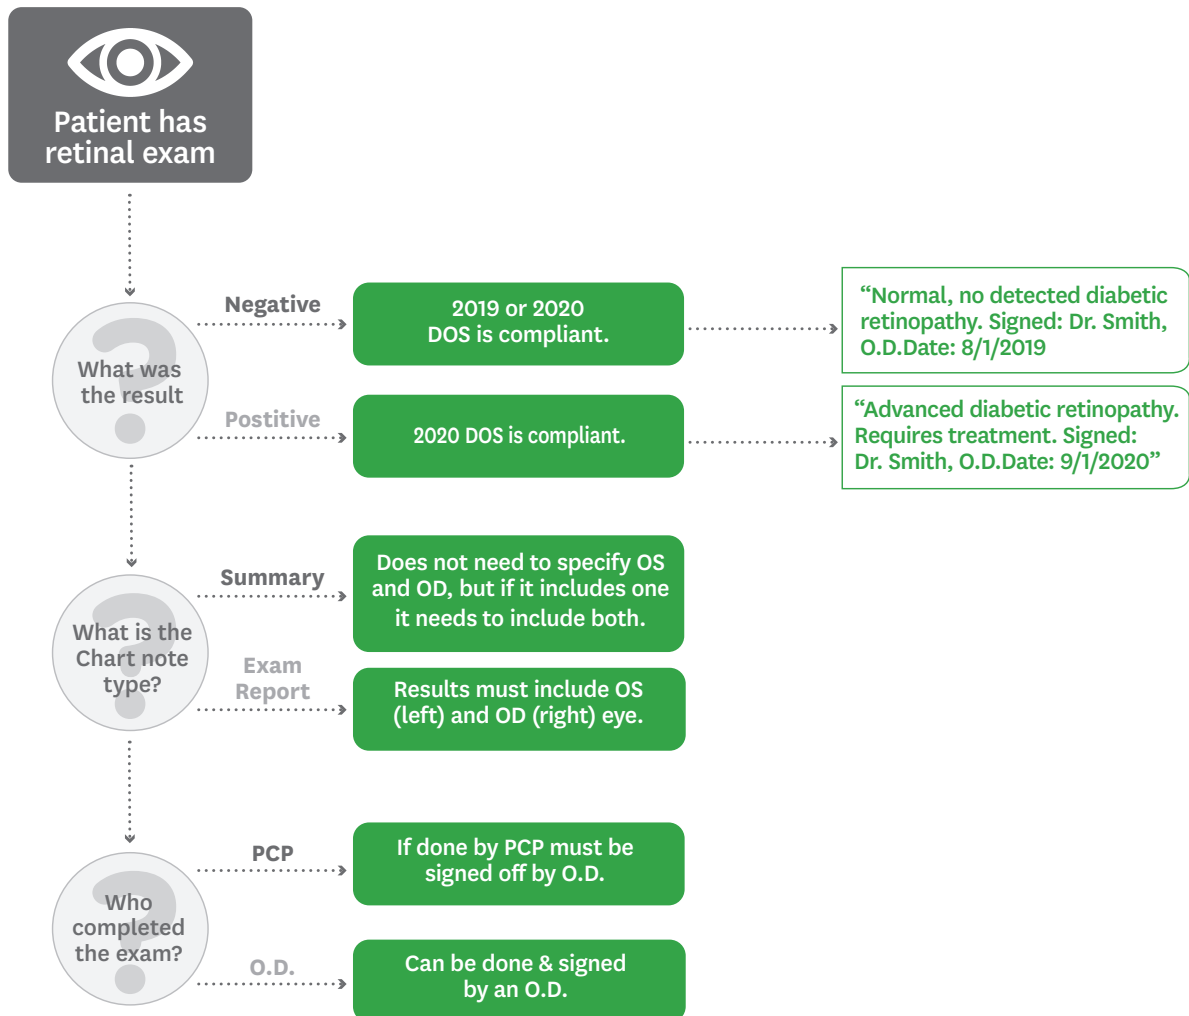 Patient has
retinal exam
What was
the result
Negative
2019 or 2020
DOS is compliant.
“Normal, no detected diabetic
retinopathy. Signed: Dr. Smith,
O.D.Date: 8/1/2019
Postitive
2020 DOS is compliant.
“Advanced diabetic retinopathy.
Requires treatment. Signed:
Dr. Smith, O.D.Date: 9/1/2020”
What is the
Chart note
type?
Summary
Does not need to specify OS
and OD, but if it includes one
it needs to include both.
Exam
Report
Results must include OS
(left) and OD (right) eye.
Who
completed
the exam?
PCP
If done by PCP must be
signed off by O.D.
O.D.
Can be done & signed
by an O.D.